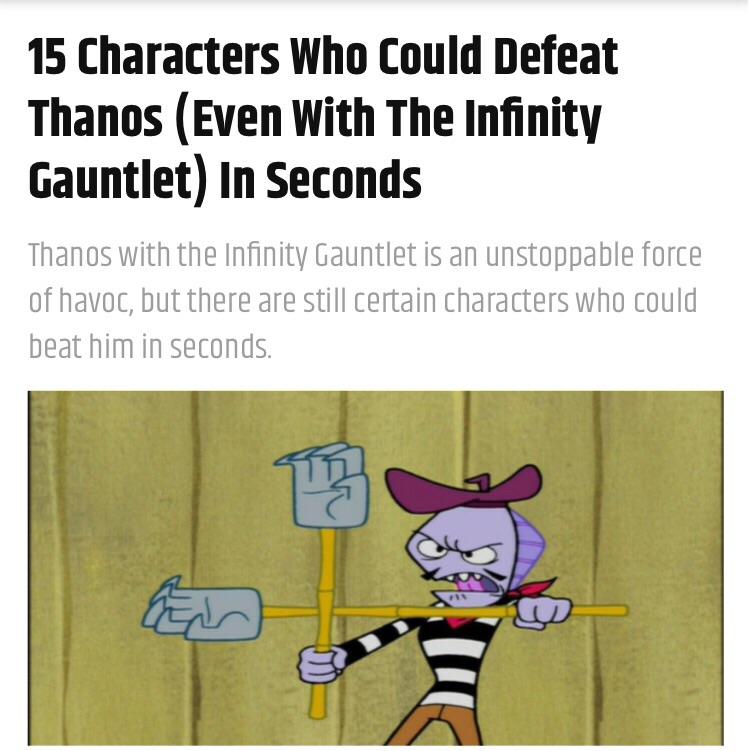 15 Characters Who Could Defeat
Thanos (Even With The Infinity
Gauntlet) In Seconds
Thanos with the Infinity Gauntlet is an unstoppable force
of havoc, but there are still certain characters who could
beat him in seconds.